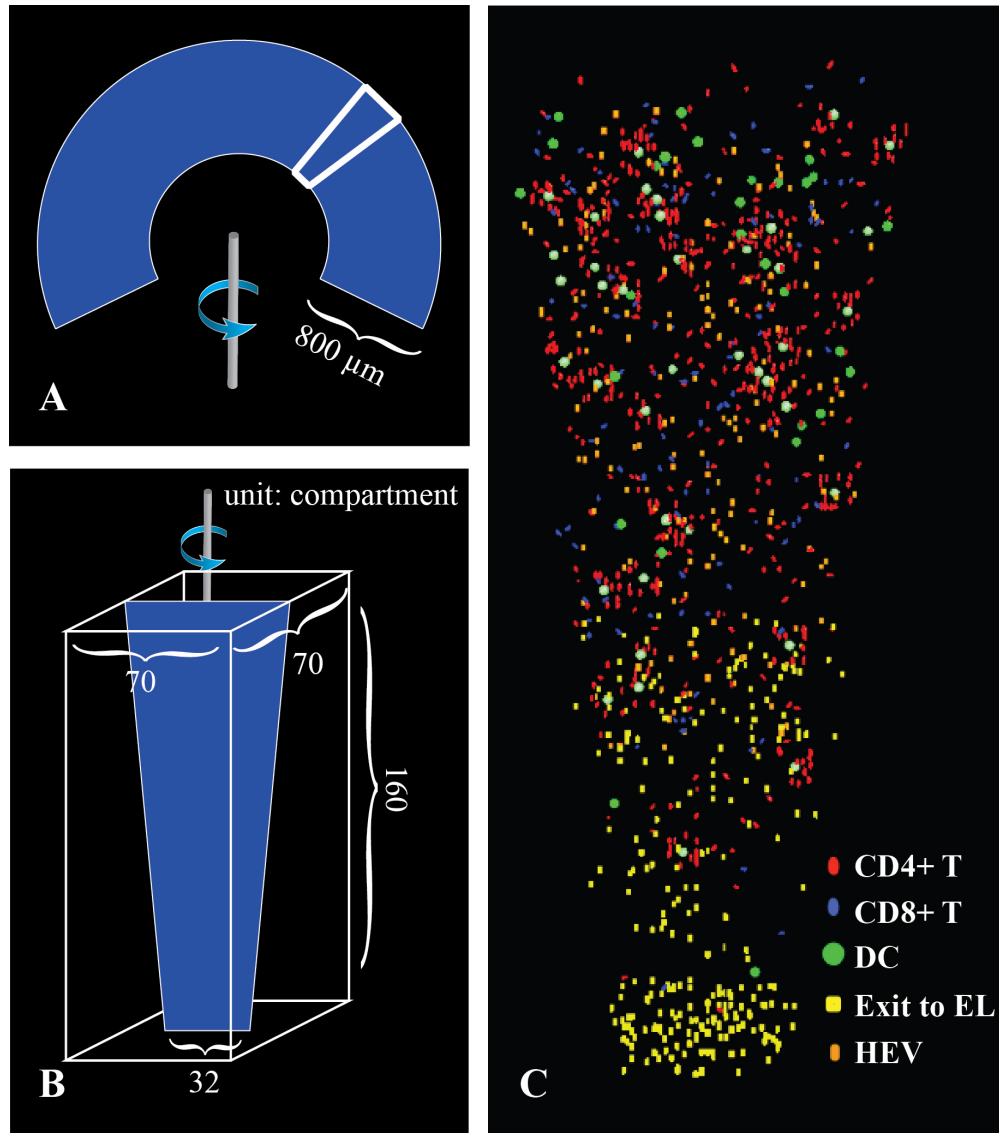 800 μm
A
unit: compartment
70
70
160
32
B
CD4+ T
CD8+ T
DC
Exit to EL
HEV
C